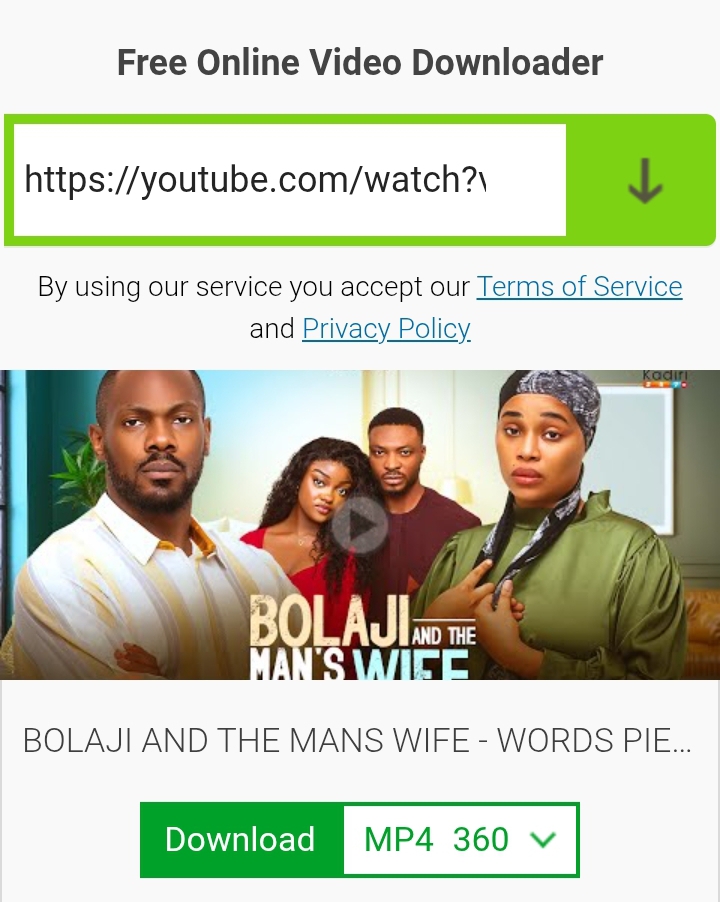 Free Online Video Downloader
https://youtube.com/watch?v
By using our service you accept our Terms of Service
and Privacy Policy
Kadiri
BOLAJI AND THE
MAN'S WIFE
BOLAJI AND THE MANS WIFE - WORDS PIE...
Download MP4 360